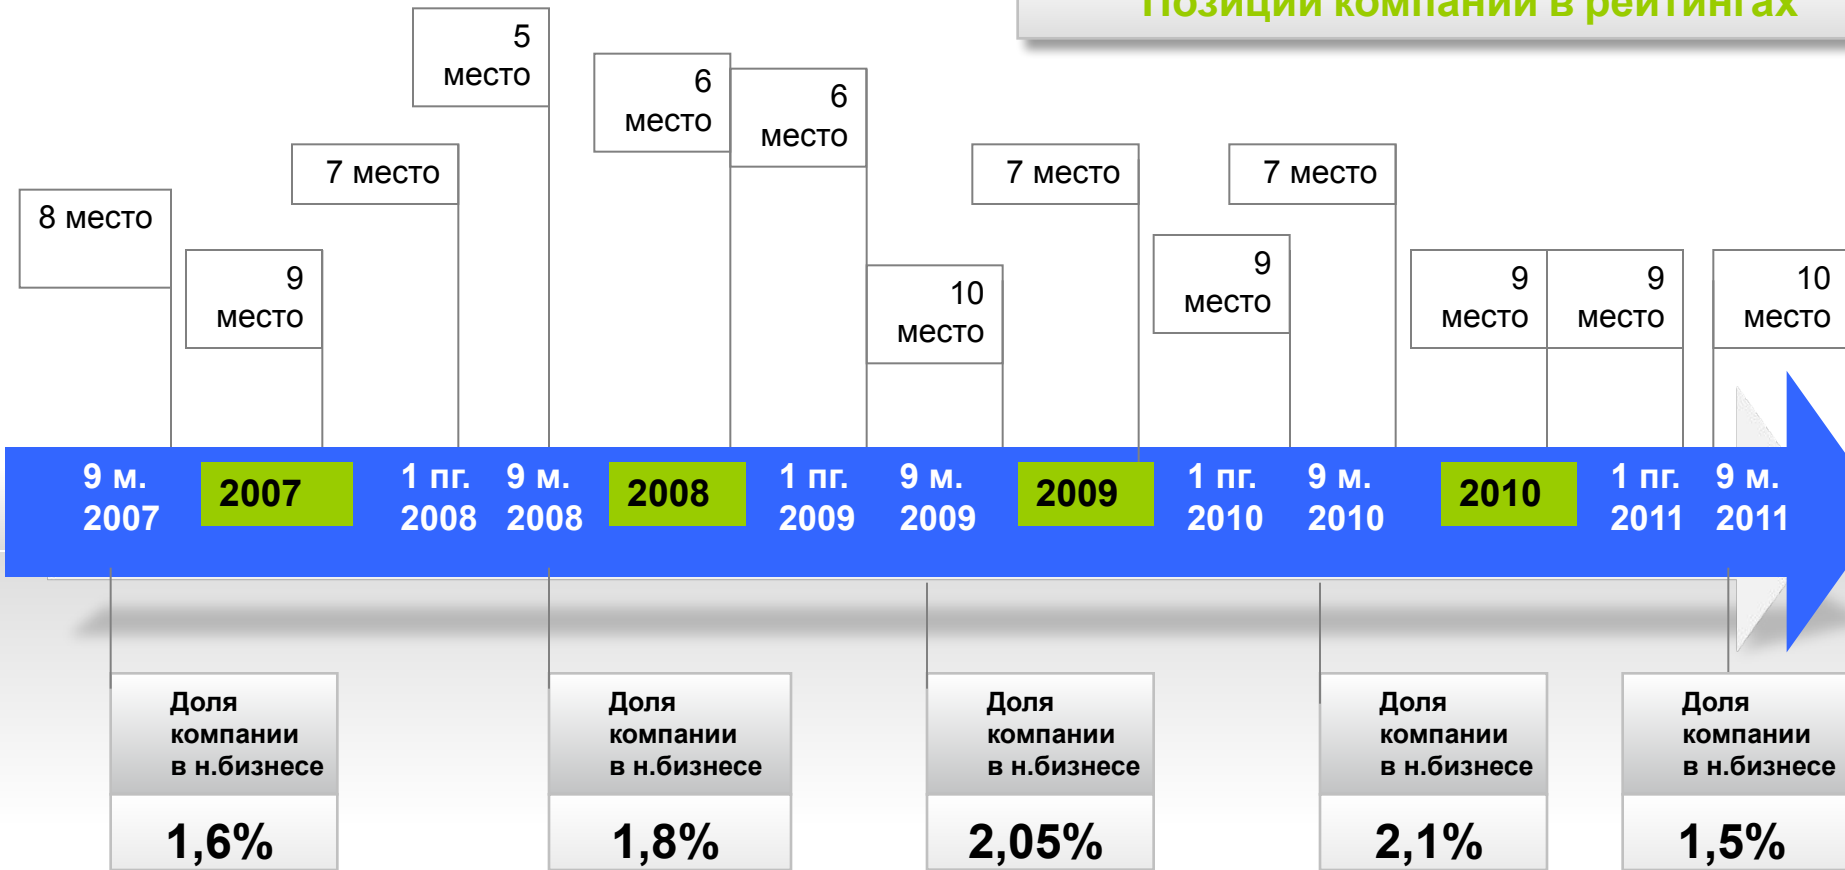 Позиции компании в рейтингах
5
место
6
место
6
место
7 место
7 место
7 место
8 место
9
место
10
место
9
место
9
место
9
место
10
место
9 м.
2007
2007
1 пг.
2008
9 м.
2008
2008
1 пг.
2009
9 м.
2009
2009
1 пг.
2010
9 м.
2010
2010
1 пг.
2011
9 м.
2011
Доля
компании
в н.бизнесе
1,6%
Доля
компании
в н.бизнесе
1,8%
Доля
компании
в н.бизнесе
2,05%
Доля
компании
в н.бизнесе
2,1%
Доля
компании
в н.бизнесе
1,5%